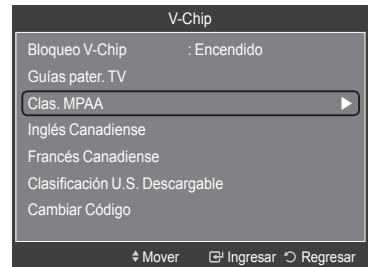 V-Chip
Bloqueo V-Chip : Encendido
Guías pater. TV
Clas. MPAA
Inglés Canadiense
Francés Canadiense
Clasificación U.S. Descargable
Cambiar Código
Mover Ingresar Regresar